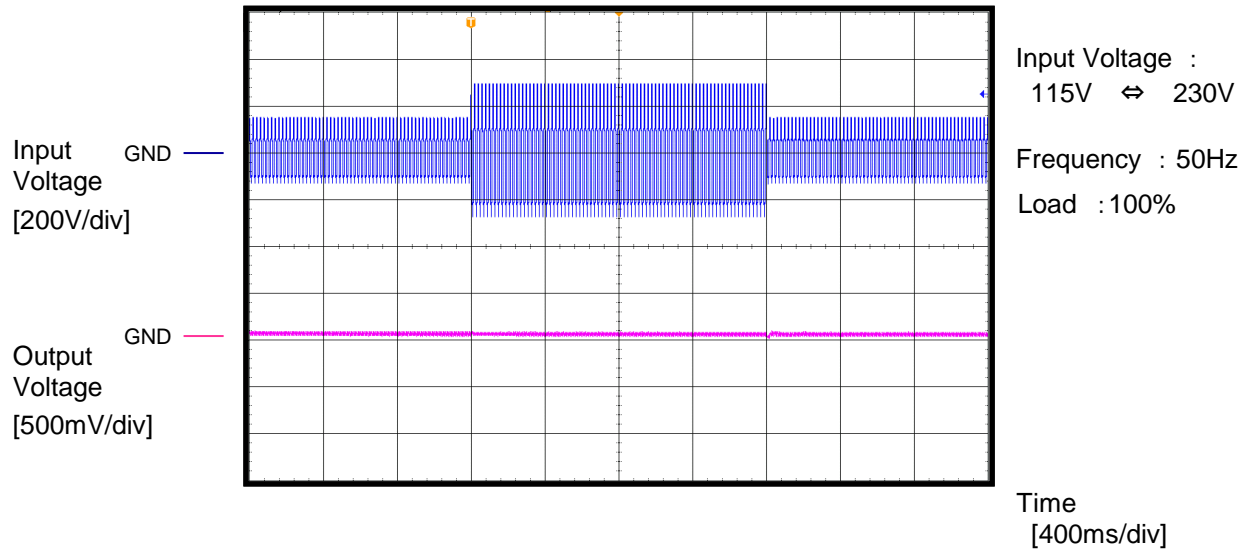 T
Input Voltage :
115V ⇔ 230V
Input
Voltage
[200V/div]
GND
Frequency : 50Hz
Load : 100%
GND
Output
Voltage
[500mV/div]
Time
[400ms/div]